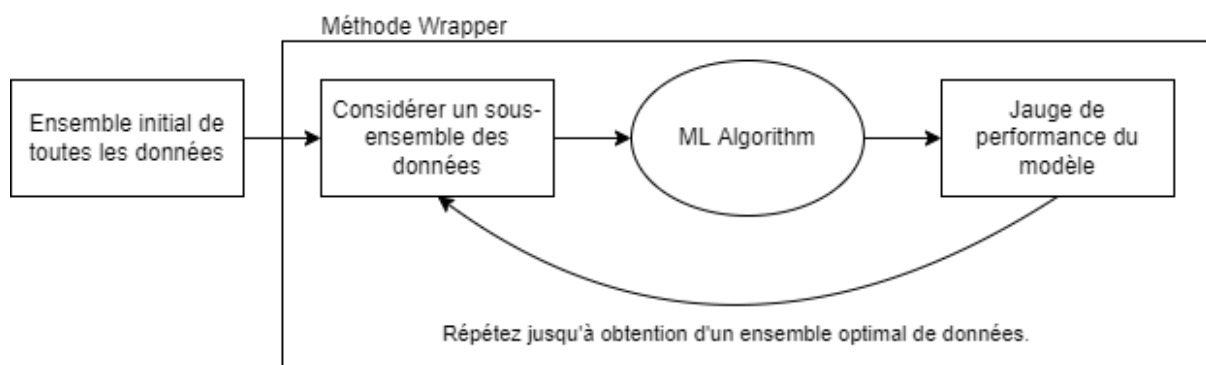 Méthode Wrapper
Ensemble initial de
toutes les données
Considérer un sous-
ensemble des
données
ML Algorithm
Jauge de
performance du
modèle
Répétez jusqu'à obtention d'un ensemble optimal de données.